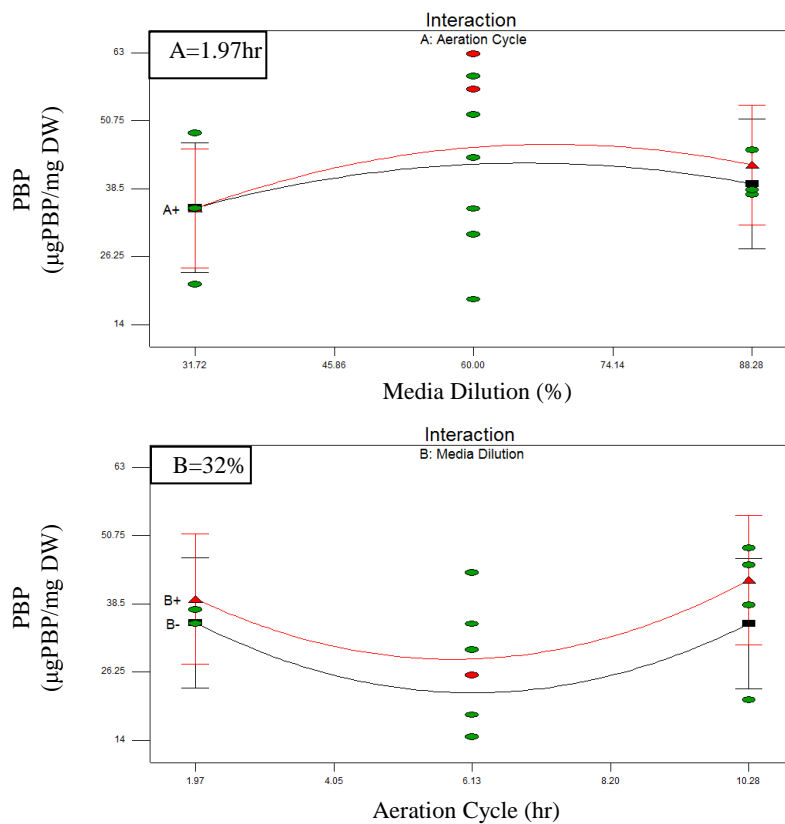 Interaction
A: Aeration Cycle
A=1.97hr
63
50.75
38.5
26.25
14
PBP
(µgPBP/mg DW)
A+
31.72 45.86 60.00 74.14 88.28
Media Dilution (%)
Interaction
B: Media Dilution
B=32%
63
50.75
38.5
26.25
14
PBP
(µgPBP/mg DW)
B+
B-
1.97 4.05 6.13 8.20 10.28
Aeration Cycle (hr)